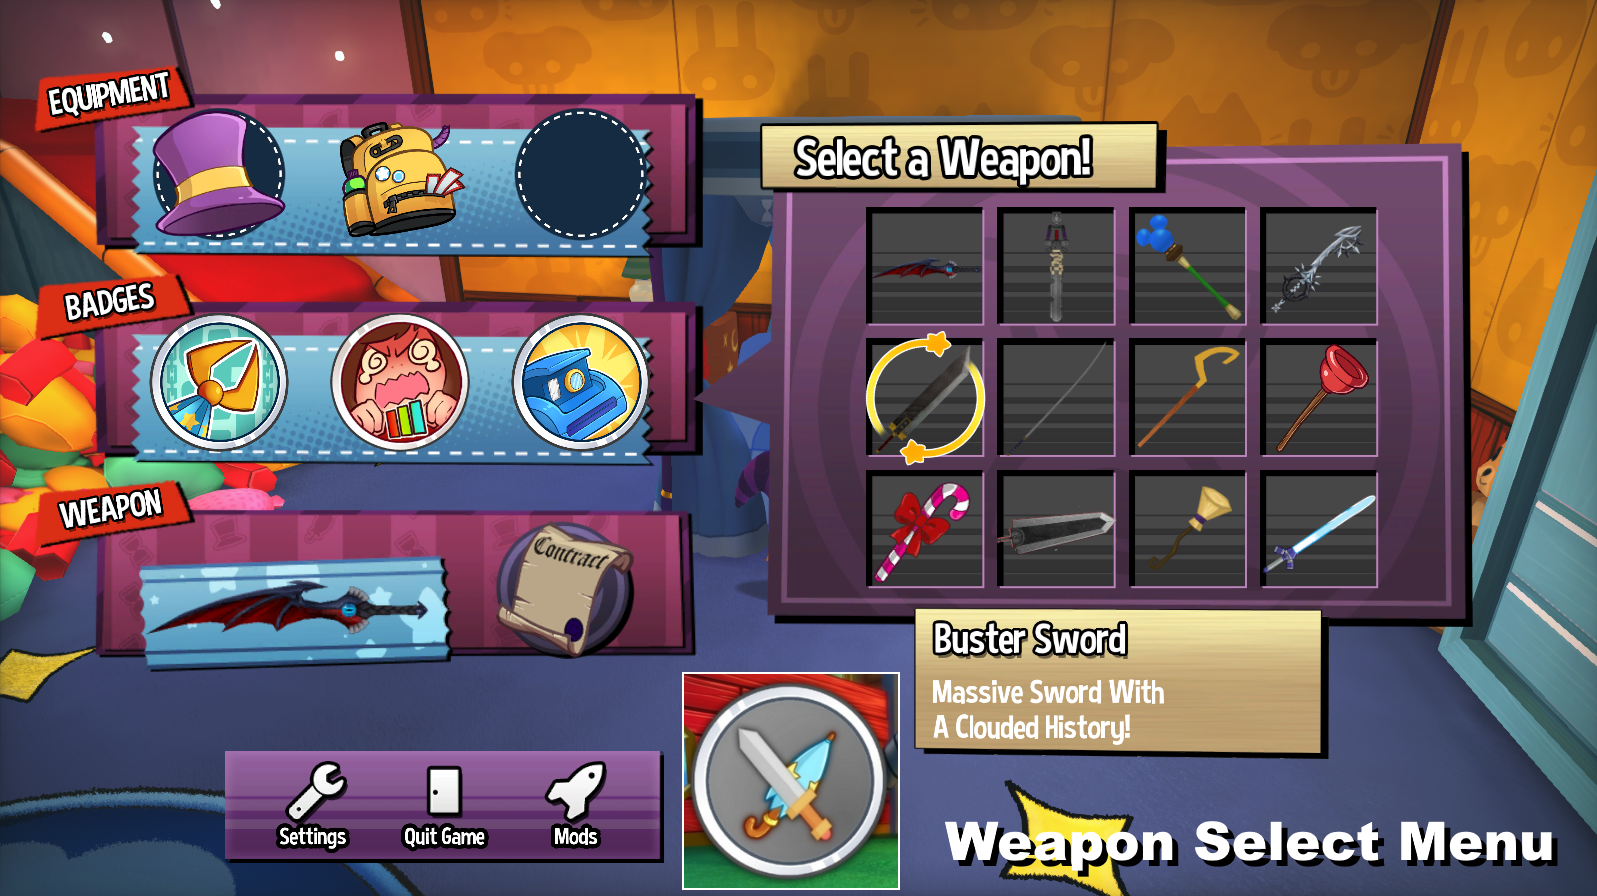 EQUIPMENT
Select a Weapon!
BADGES
WEAPON
Contract
Buster Sword
Massive Sword With
A Clouded History!
Settings
Quit Game
Mods
Weapon Select Menu